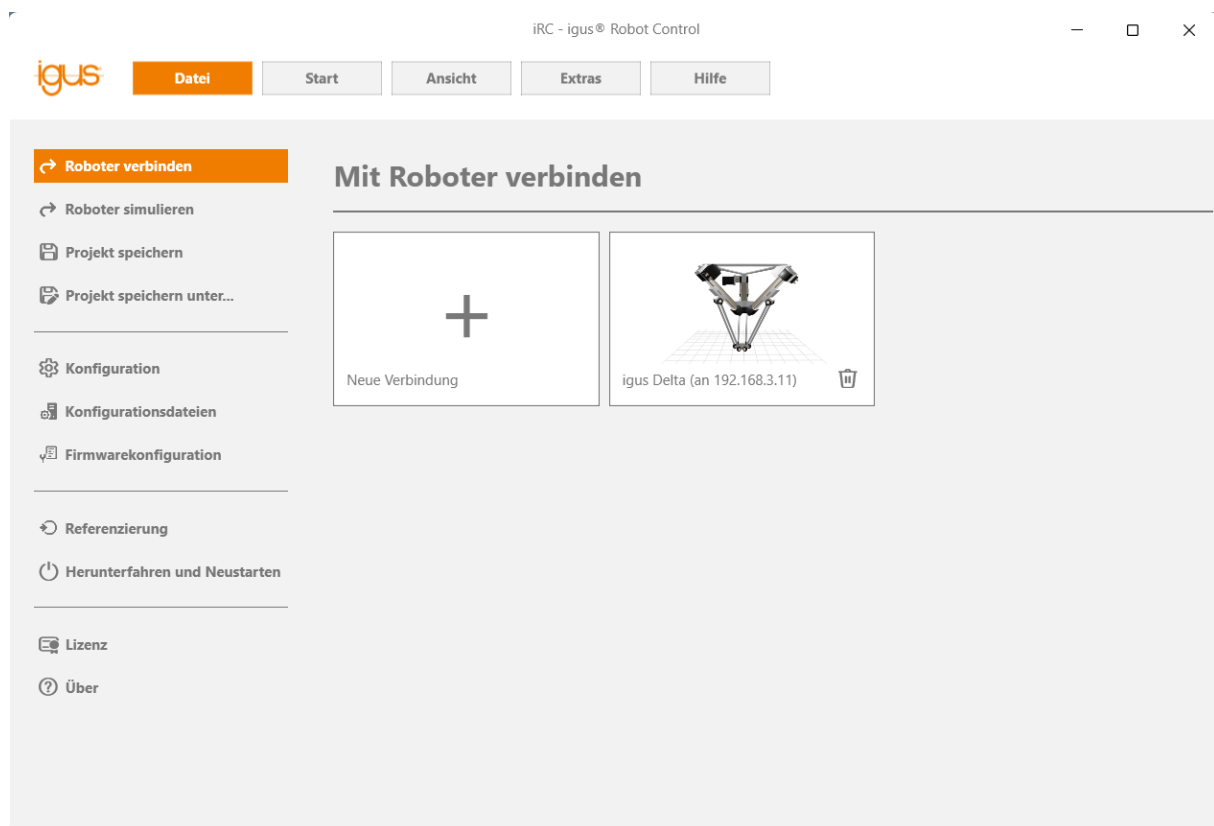 iRC - igus® Robot Control
igus
Datei
Start
Ansicht
Extras
Hilfe
Roboter verbinden
Roboter simulieren
Projekt speichern
Projekt speichern unter...
Konfiguration
Konfigurationsdateien
Firmwarekonfiguration
Referenzierung
Herunterfahren und Neustarten
Lizenz
Über
Mit Roboter verbinden
Neue Verbindung
igus Delta (an 192.168.3.11)